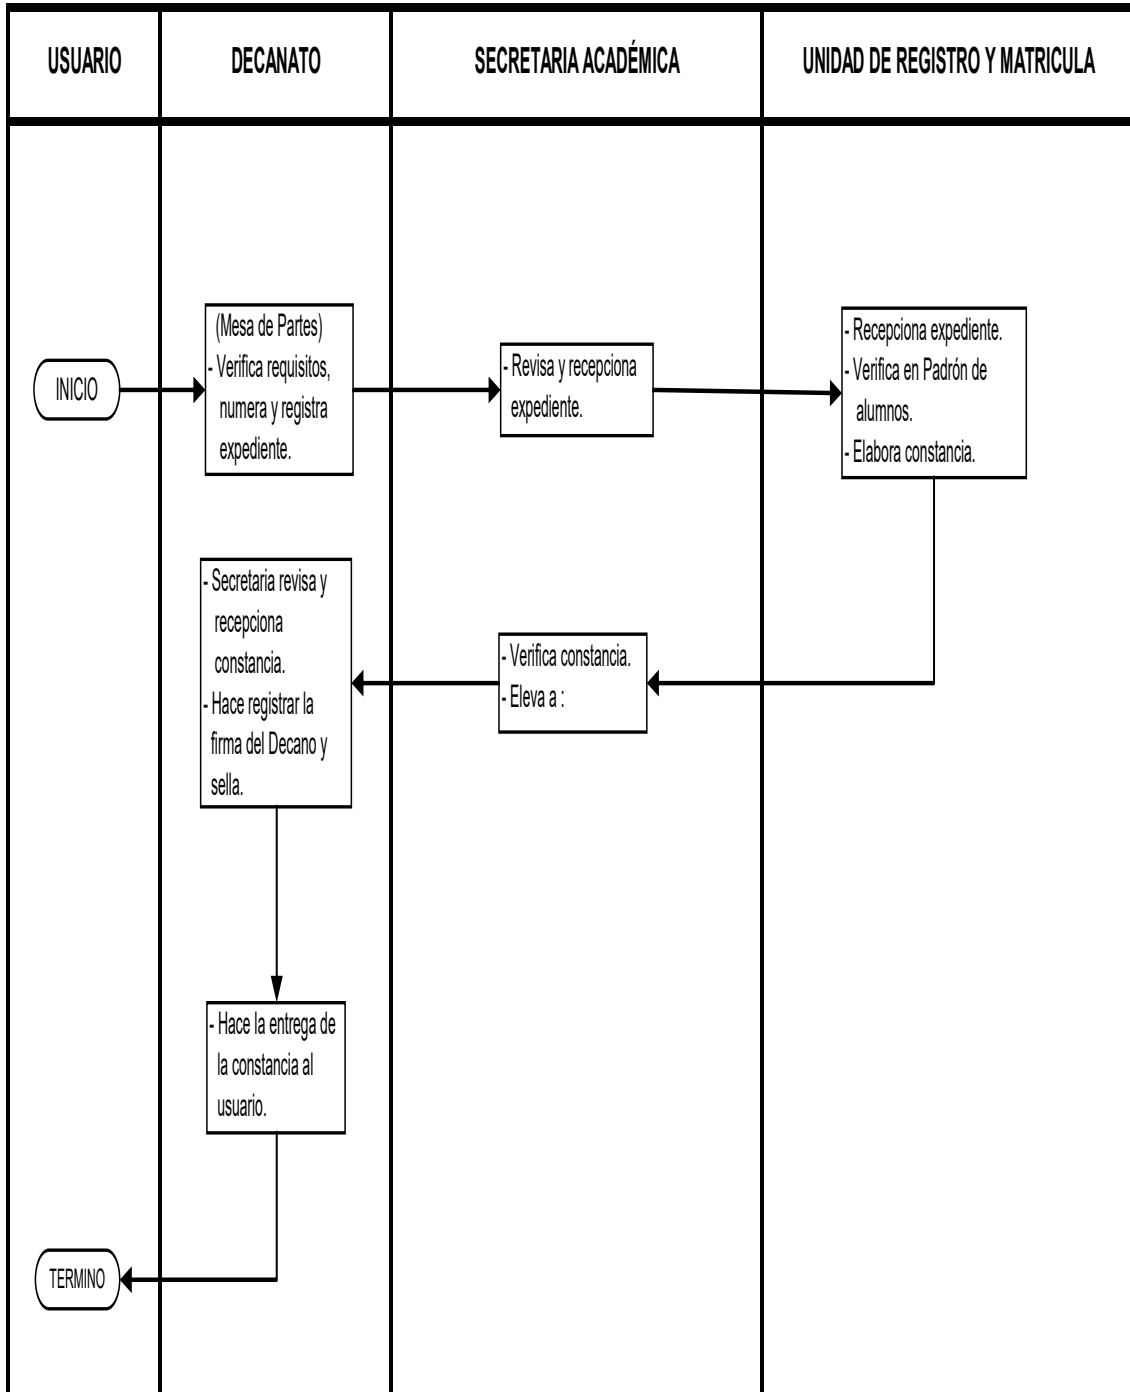 USUARIO
DECANATO
SECRETARIA ACADÉMICA
UNIDAD DE REGISTRO Y MATRICULA
INICIO
(Mesa de Partes)
- Verifica requisitos,
numera y registra
expediente.
- Revisa y recepciona
expediente.
- Recepciona expediente.
- Verifica en Padrón de
alumnos.
- Elabora constancia.
- Verifica constancia.
- Eleva a :
- Secretaria revisa y
recepciona
constancia.
- Hace registrar la
firma del Decano y
sella.
- Hace la entrega de
la constancia al
usuario.
TERMINO